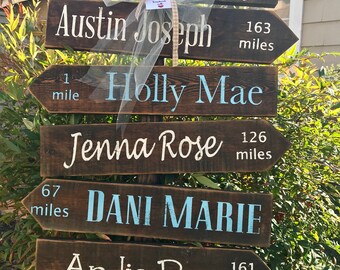 Austin Joseph 163 miles
1 mile Holly Mae
Jenna Rose 126 miles
67 miles DANI MARIE
161